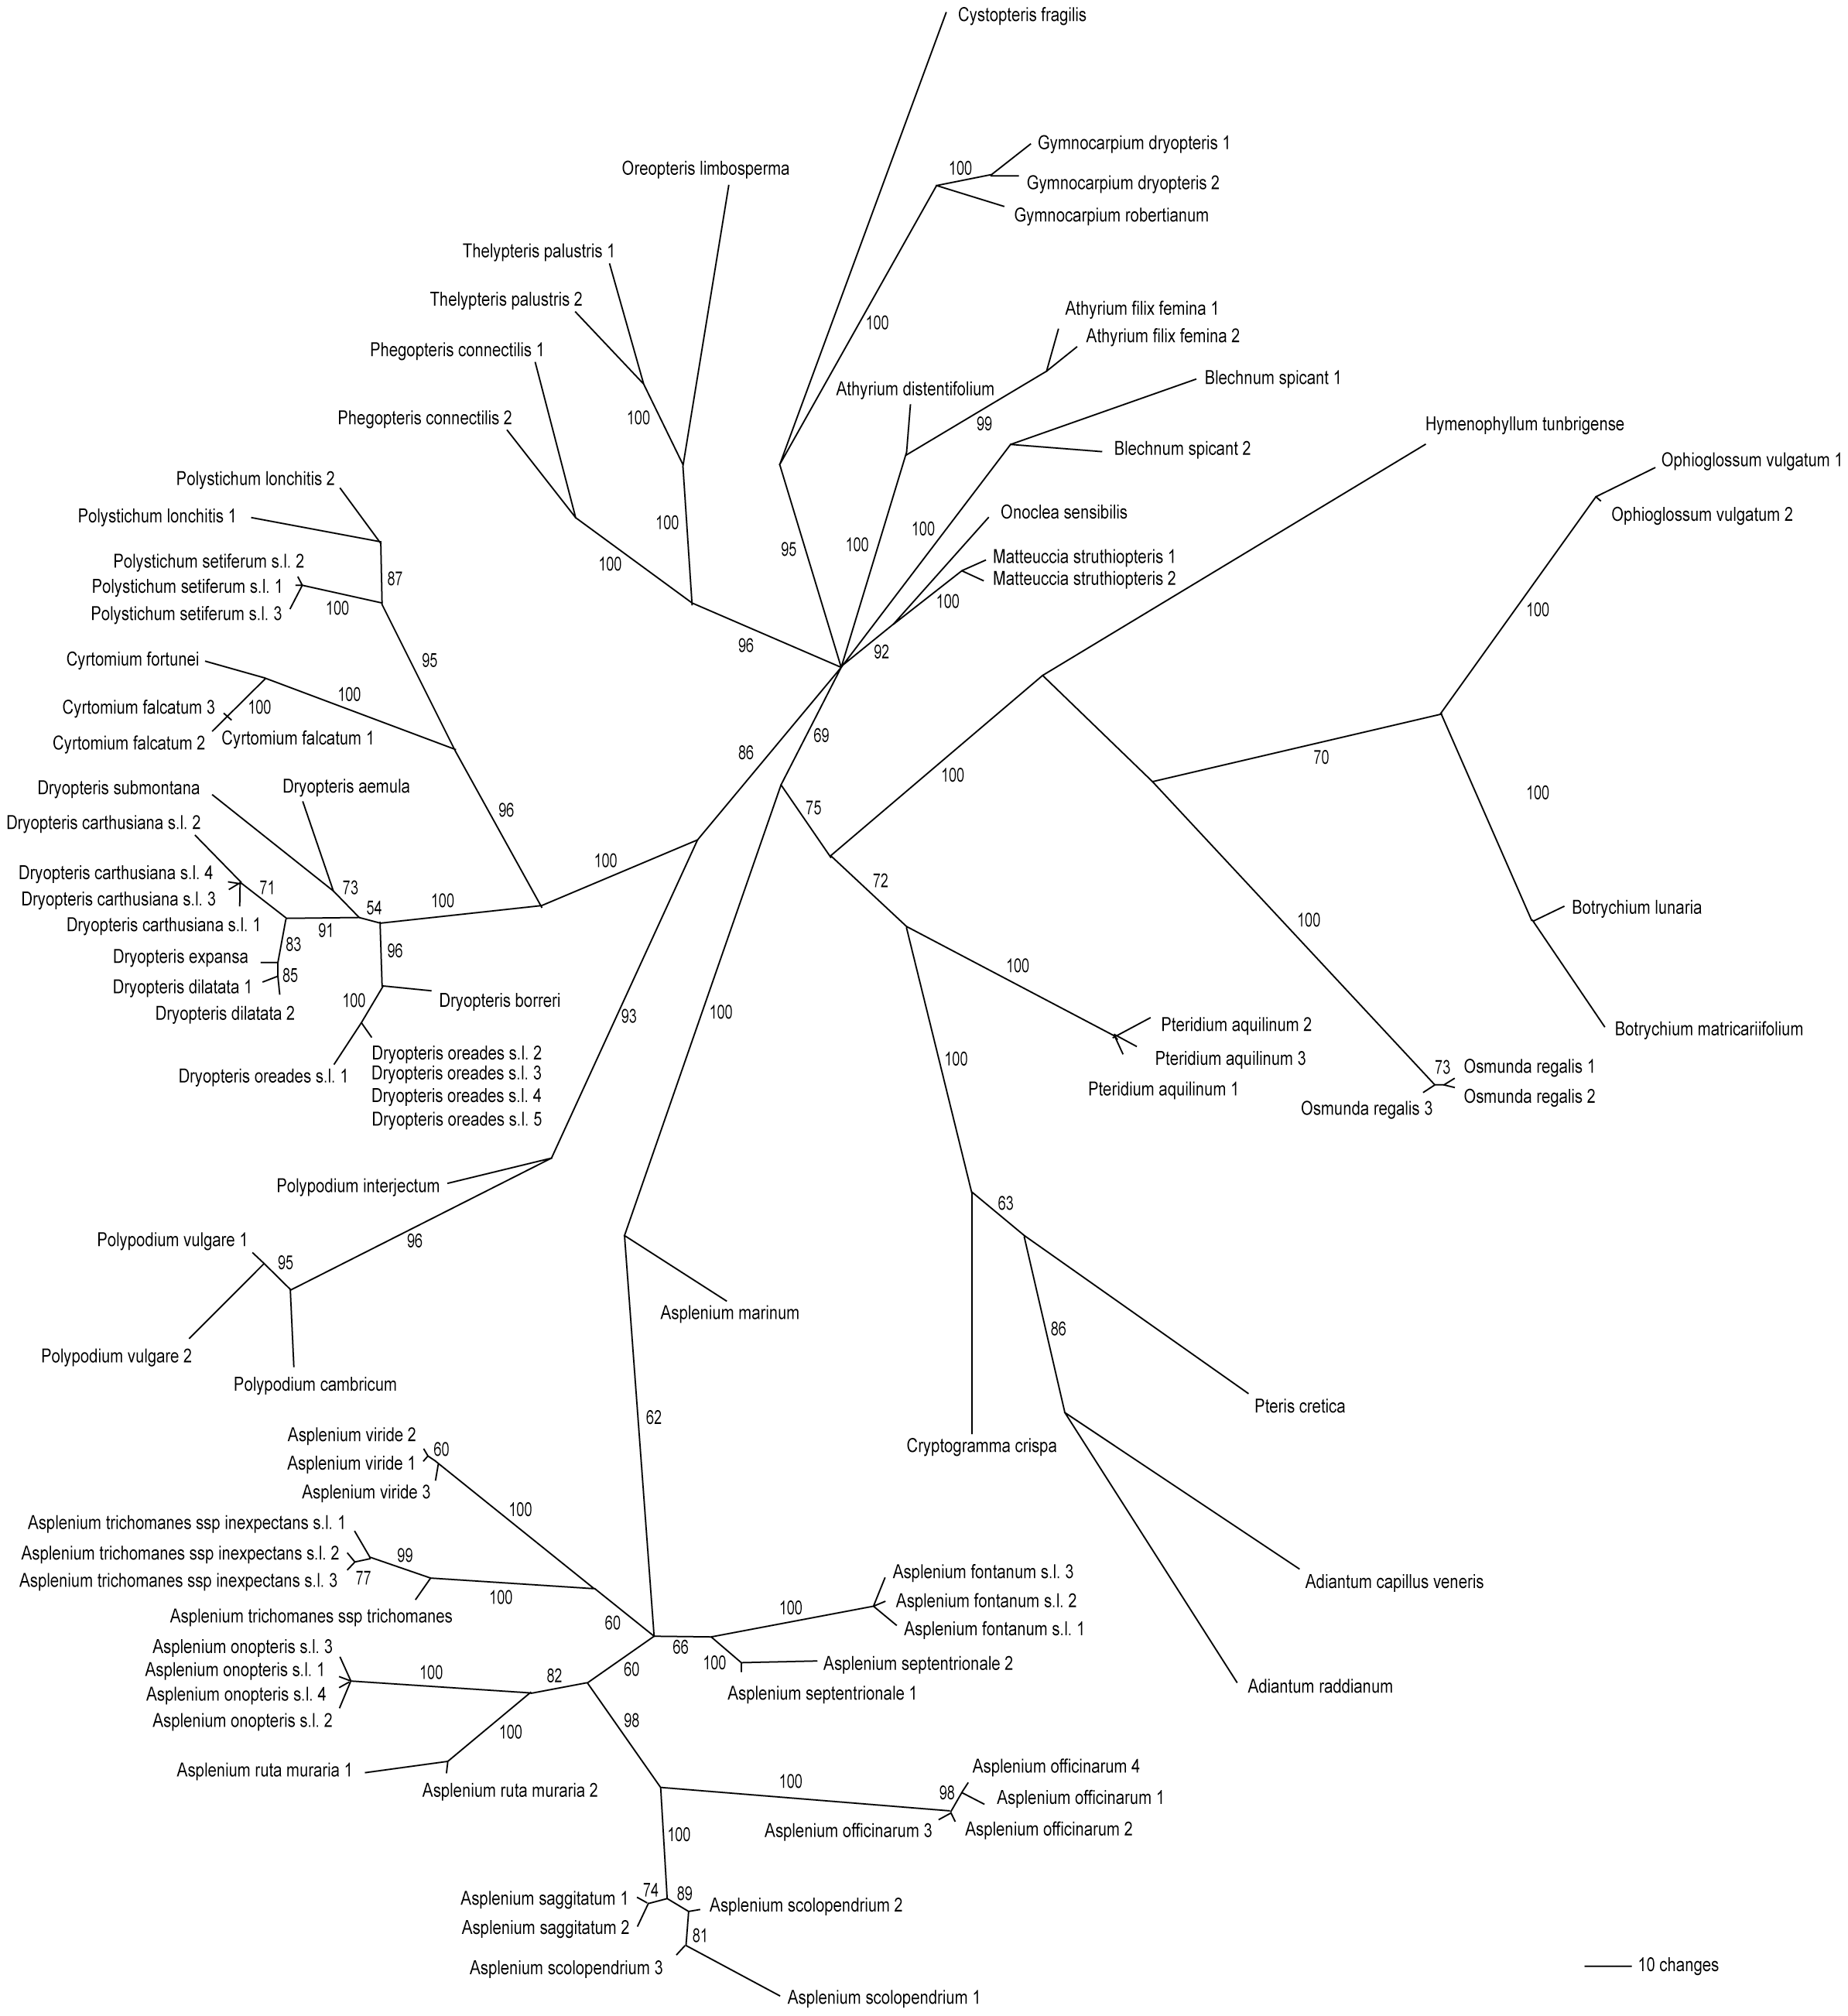 Cystopteris fragilis
Gymnocarpium dryopteris 1
100
Gymnocarpium dryopteris 2
Gymnocarpium robertianum
Oreopteris limbosperma
Thelypteris palustris 1
Thelypteris palustris 2
100
Athyrium filix femina 1
Athyrium filix femina 2
Phegopteris connectilis 1
Blechnum spicant 1
Athyrium distentifolium
Phegopteris connectilis 2
100
99
Hymenophyllum tunbrigense
Blechnum spicant 2
Ophioglossum vulgatum 1
Polystichum lonchitis 2
Polystichum lonchitis 1
Onoclea sensibilis
Ophioglossum vulgatum 2
100
100
95
100
100
Polystichum setiferum s.l. 2
Matteuccia struthiopteris 1
Polystichum setiferum s.l. 1
87
Matteuccia struthiopteris 2
Polystichum setiferum s.l. 3
100
100
100
96
92
Cyrtomium fortunei
95
100
Cyrtomium falcatum 3
100
Cyrtomium falcatum 2
Cyrtomium falcatum 1
86
69
70
100
Dryopteris submontana
Dryopteris aemula
100
96
75
Dryopteris carthusiana s.l. 2
100
Dryopteris carthusiana s.l. 4
71
73
72
Dryopteris carthusiana s.l. 3
54
100
Botrychium lunaria
Dryopteris carthusiana s.l. 1
91
100
83
96
Dryopteris expansa
100
85
Dryopteris dilatata 1
100
Dryopteris borreri
Dryopteris dilatata 2
93
100
Pteridium aquilinum 2
Botrychium matricariifolium
Dryopteris oreades s.l. 2
100
Pteridium aquilinum 3
Dryopteris oreades s.l. 1
Dryopteris oreades s.l. 3
73
Osmunda regalis 1
Dryopteris oreades s.l. 4
Pteridium aquilinum 1
Osmunda regalis 2
Dryopteris oreades s.l. 5
Osmunda regalis 3
Polypodium interjectum
63
Polypodium vulgare 1
96
95
Asplenium marinum
86
Polypodium vulgare 2
Polypodium cambricum
Pteris cretica
62
Asplenium viride 2
60
Cryptogramma crispa
Asplenium viride 1
Asplenium viride 3
100
Asplenium trichomanes ssp inexpectans s.l. 1
Asplenium trichomanes ssp inexpectans s.l. 2
99
Asplenium trichomanes ssp inexpectans s.l. 3
77
Asplenium fontanum s.l. 3
Adiantum capillus veneris
100
100
Asplenium fontanum s.l. 2
Asplenium trichomanes ssp trichomanes
60
Asplenium fontanum s.l. 1
Asplenium onopteris s.l. 3
66
Asplenium onopteris s.l. 1
100
82
60
100
Asplenium septentrionale 2
Asplenium onopteris s.l. 4
Asplenium septentrionale 1
Adiantum raddianum
Asplenium onopteris s.l. 2
98
100
Asplenium ruta muraria 1
100
Asplenium officinarum 4
Asplenium ruta muraria 2
98
Asplenium officinarum 1
Asplenium officinarum 3
Asplenium officinarum 2
100
Asplenium saggitatum 1
74
89
Asplenium scolopendrium 2
Asplenium saggitatum 2
81
Asplenium scolopendrium 3
10 changes
Asplenium scolopendrium 1